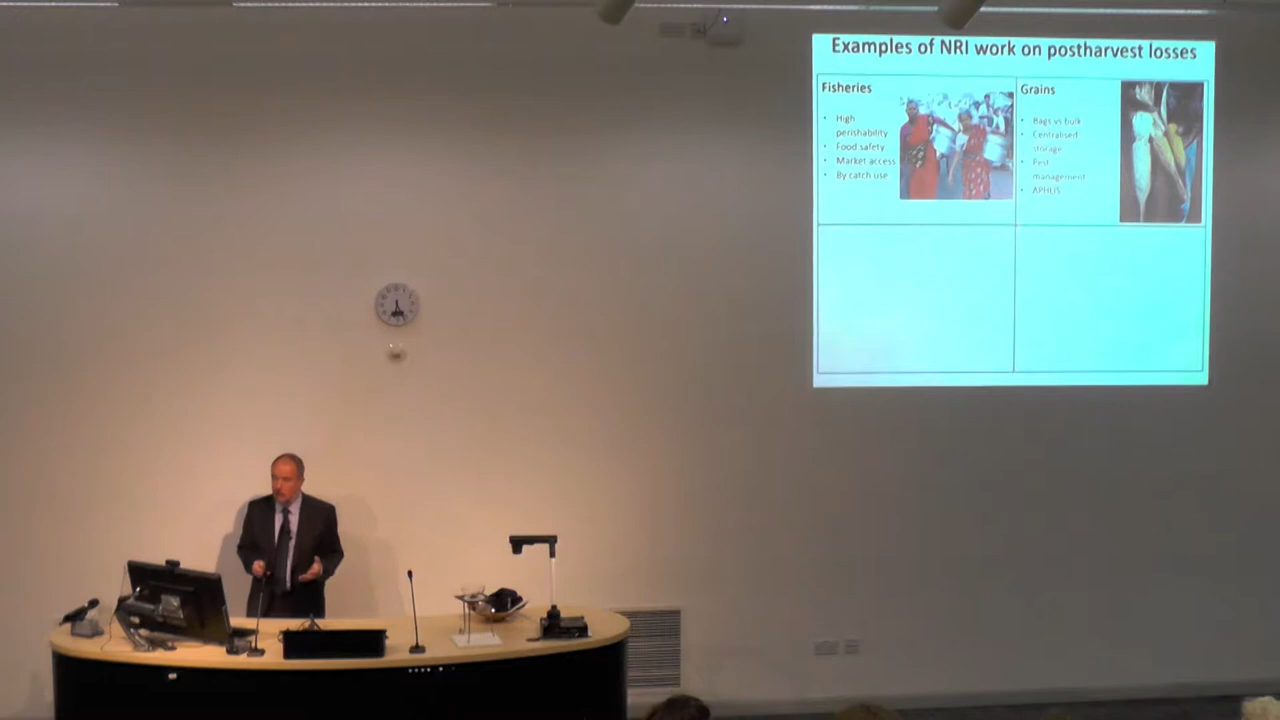 Examples of NRI work on postharvest losses
Fisheries
• High
perishability
• Food safety
• Market access
• By catch use
Grains
• Bags vs bulk
• Centralised
storage
• Pest
management
• APHLIS